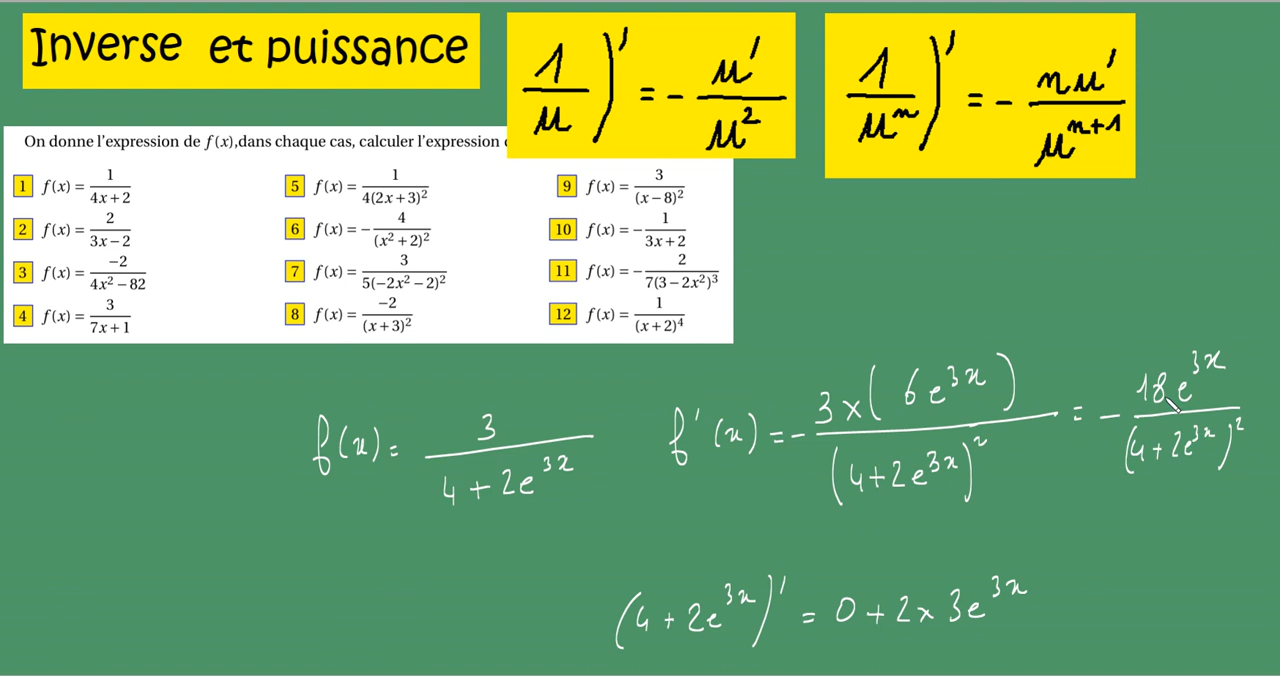 Inverse et puissance
1/u)' = - u'/u²
1/uⁿ)' = - nu'/uⁿ⁺¹
On donne l'expression de f(x),dans chaque cas, calculer l'expression
1 f(x) = 1/(4x+2)
2 f(x) = 2/(3x−2)
3 f(x) = −2/(4x²−82)
4 f(x) = 3/(7x+1)
5 f(x) = 1/(4(2x+3)²)
6 f(x) = −4/((x²+2)²)
7 f(x) = 3/(5(−2x²−2)²)
8 f(x) = −2/((x+3)²)
9 f(x) = 3/((x−8)²)
10 f(x) = −1/(3x+2)
11 f(x) = −2/(7(3−2x²)³)
12 f(x) = 1/((x+2)⁴)
f(x) = 3/(4+2e³ˣ)
f'(x) = - 3×(6e³ˣ)/(4+2e³ˣ)² = - 18e³ˣ/(4+2e³ˣ)²
(4+2e³ˣ)' = 0+2×3e³ˣ